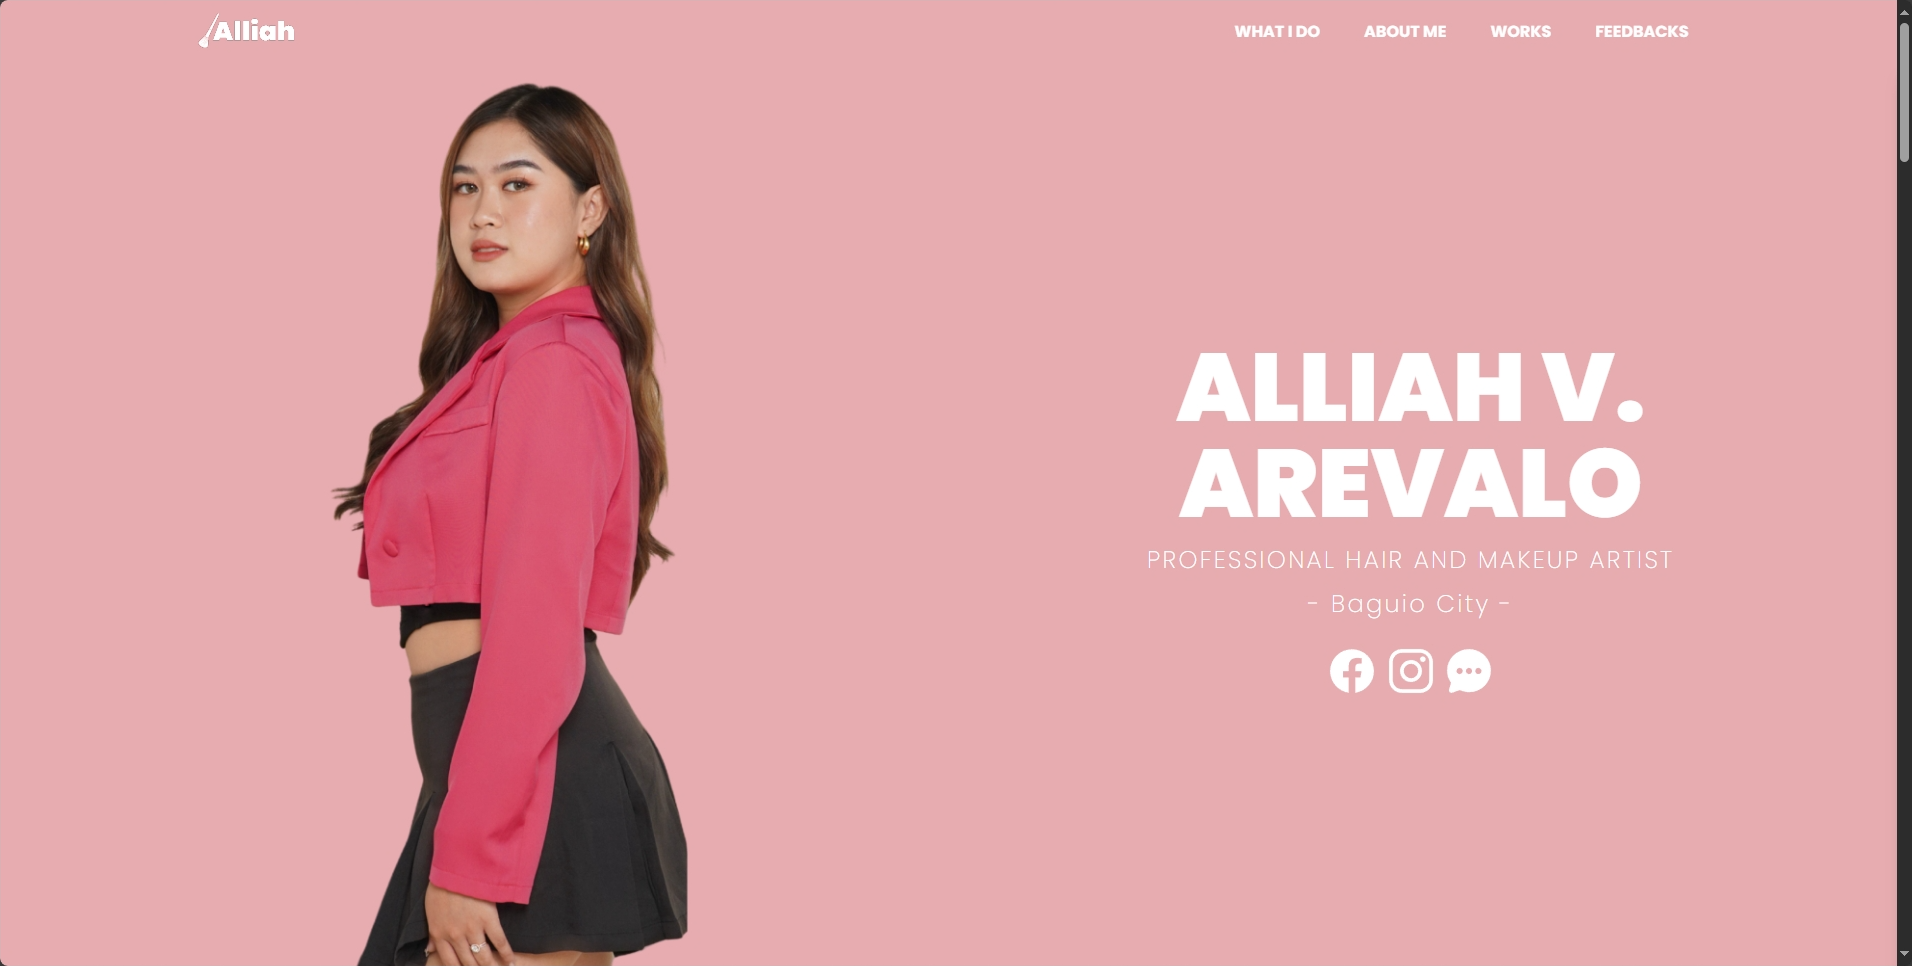 Alliah
WHAT I DO
ABOUT ME
WORKS
FEEDBACKS
ALLIAH V.
AREVALO
PROFESSIONAL HAIR AND MAKEUP ARTIST
- Baguio City -